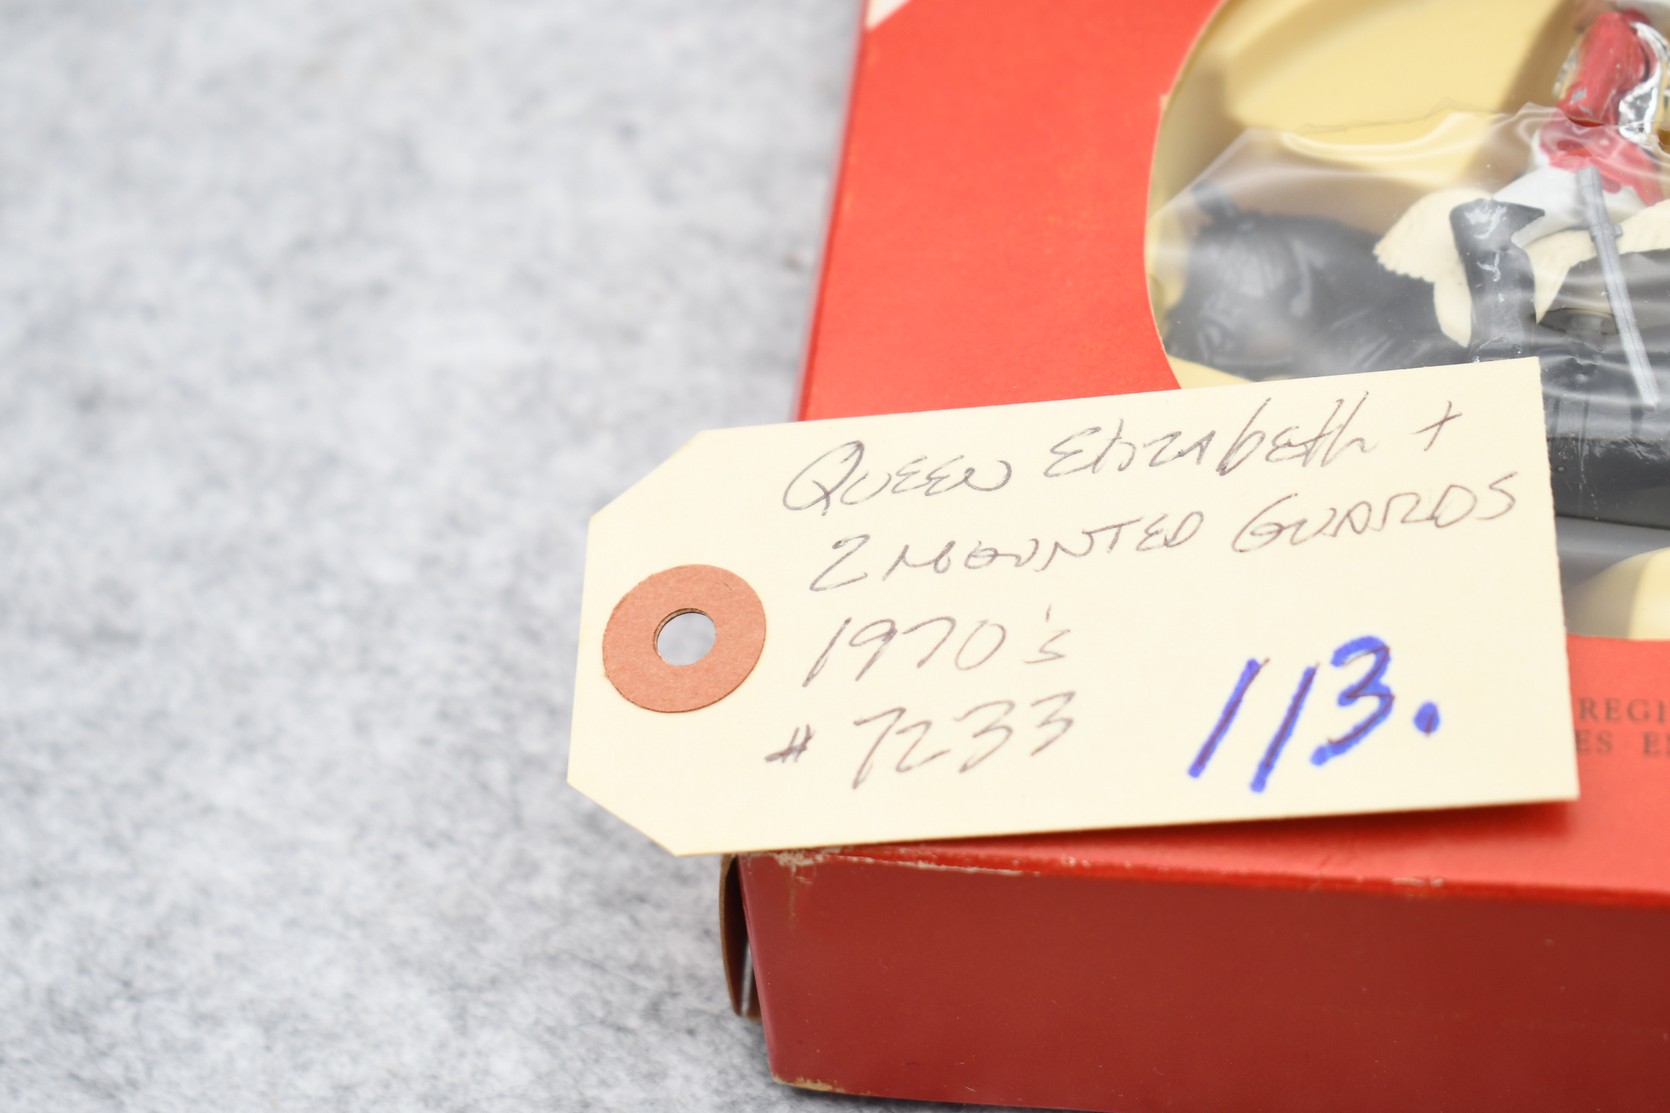 Queen Elizabeth +
2 MOUNTED GUARDS
1970's
# 7233
113.
REGI
ES E